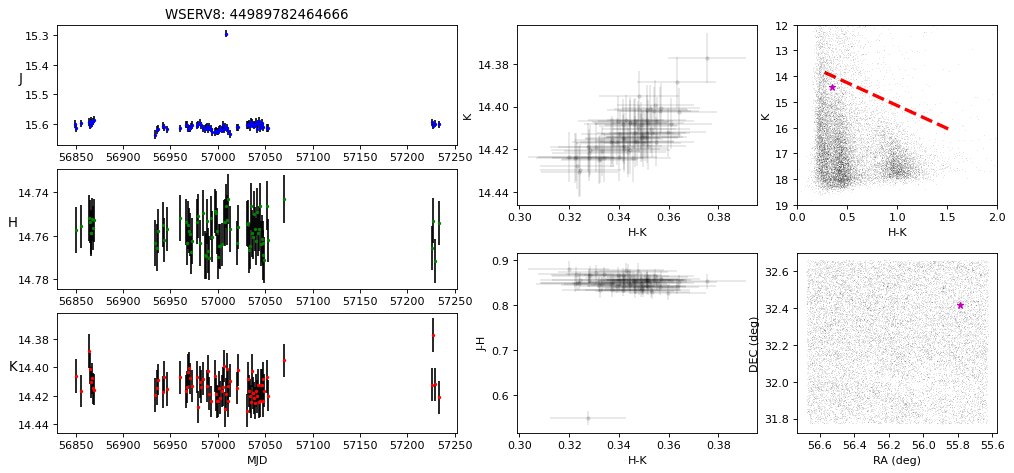 WSERV8: 44989782464666
15.3
15.4
15.5
15.6
J
56850 56900 56950 57000 57050 57100 57150 57200 57250
14.74
14.76
14.78
H
56850 56900 56950 57000 57050 57100 57150 57200 57250
14.38
14.40
14.42
14.44
K
56850 56900 56950 57000 57050 57100 57150 57200 57250
MJD
14.38
14.40
14.42
14.44
K
0.30 0.32 0.34 0.36 0.38
H-K
0.9
0.8
0.7
0.6
J-H
0.30 0.32 0.34 0.36 0.38
H-K
12
13
14
15
16
17
18
19
K
0.0 0.5 1.0 1.5 2.0
H-K
32.6
32.4
32.2
32.0
31.8
DEC (deg)
56.6 56.4 56.2 56.0 55.8 55.6
RA (deg)